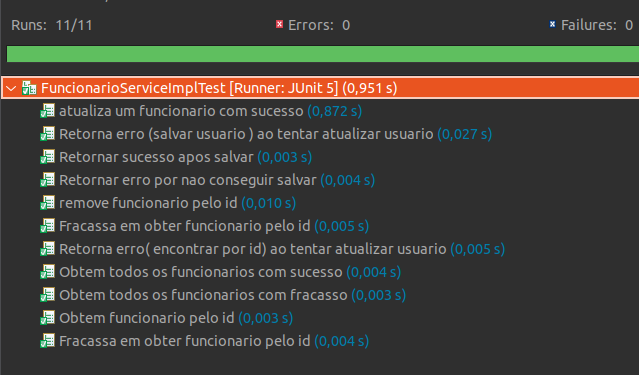 Runs: 11/11 Errors: 0 Failures: 0
FuncionarioServiceImplTest [Runner: JUnit 5] (0,951 s)
atualiza um funcionario com sucesso (0,872 s)
Retorna erro (salvar usuario ) ao tentar atualizar usuario (0,027 s)
Retornar sucesso apos salvar (0,003 s)
Retornar erro por nao conseguir salvar (0,004 s)
remove funcionario pelo id (0,010 s)
Fracassa em obter funcionario pelo id (0,005 s)
Retorna erro( encontrar por id) ao tentar atualizar usuario (0,005 s)
Obtem todos os funcionarios com sucesso (0,004 s)
Obtem todos os funcionarios com fracasso (0,003 s)
Obtem funcionario pelo id (0,003 s)
Fracassa em obter funcionario pelo id (0,004 s)